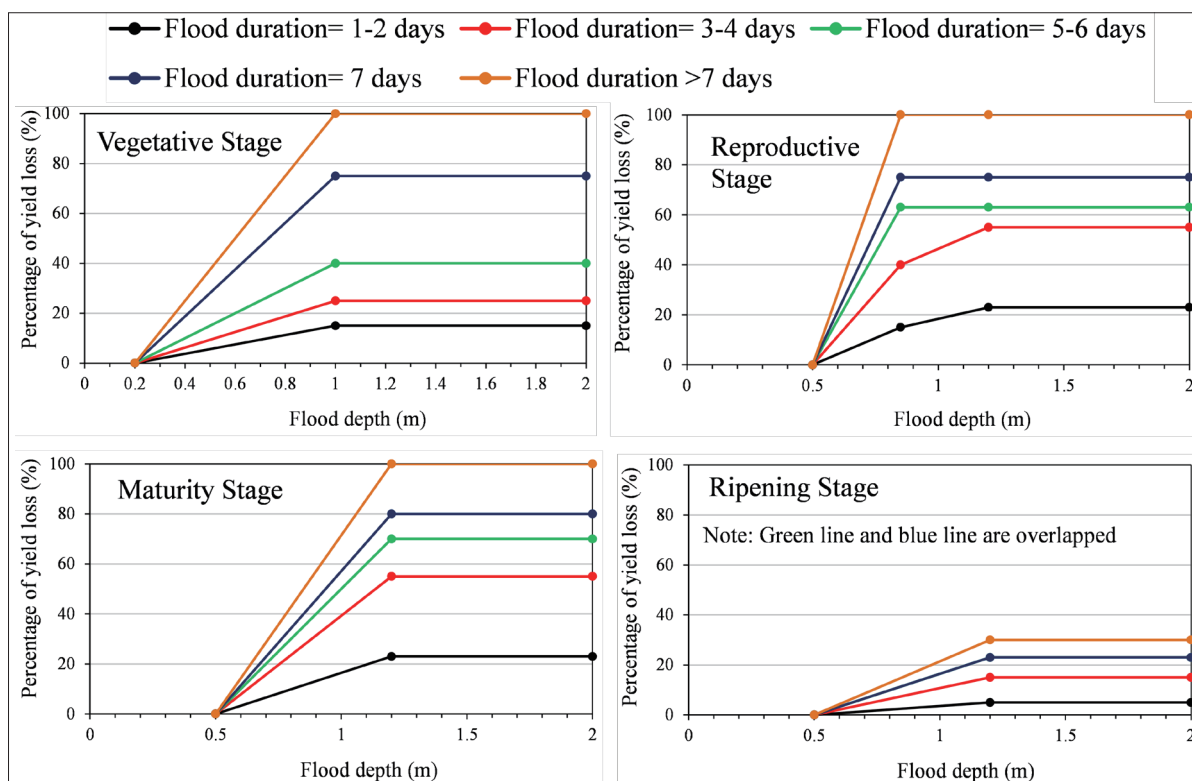 Flood duration= 1-2 days Flood duration= 3-4 days Flood duration= 5-6 days
Flood duration= 7 days Flood duration >7 days
Percentage of yield loss (%)
Vegetative Stage
100
80
60
40
20
0
0 0.2 0.4 0.6 0.8 1 1.2 1.4 1.6 1.8 2
Flood depth (m)
Percentage of yield loss (%)
Reproductive
Stage
100
80
60
40
20
0
0 0.5 1 1.5 2
Flood depth (m)
Percentage of yield loss (%)
Maturity Stage
100
80
60
40
20
0
0 0.5 1 1.5 2
Flood depth (m)
Percentage of yield loss (%)
Ripening Stage
Note: Green line and blue line are overlapped
100
80
60
40
20
0
0 0.5 1 1.5 2
Flood depth (m)